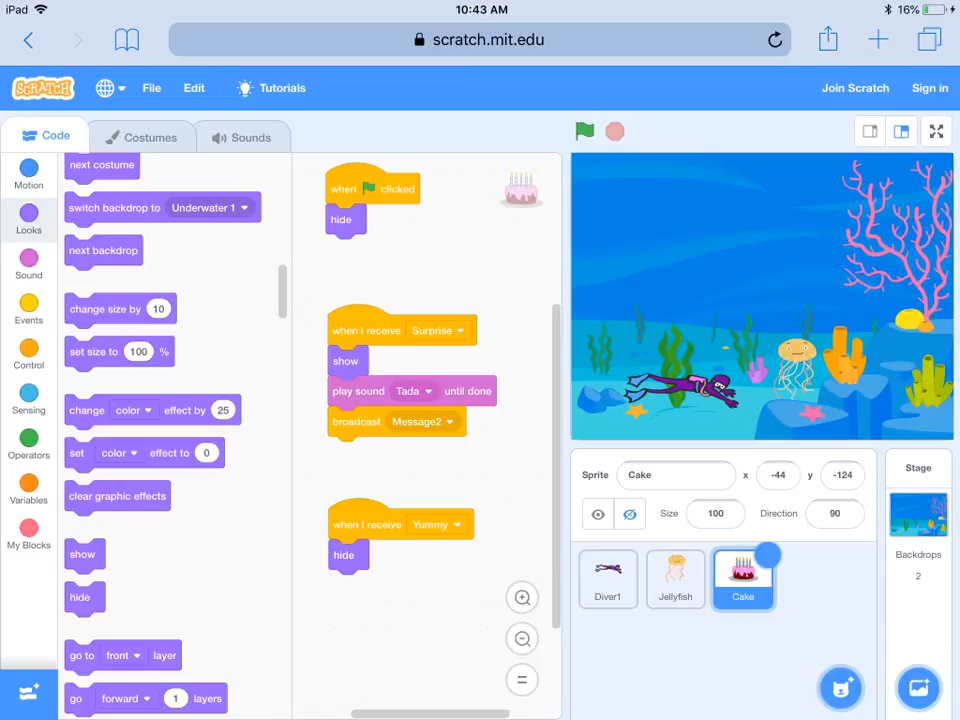 iPad 10:43 AM 16%
scratch.mit.edu
SCRATCH File Edit Tutorials Join Scratch Sign in
Code Costumes Sounds
Motion
Looks
Sound
Events
Control
Sensing
Operators
Variables
My Blocks
next costume
switch backdrop to Underwater 1
next backdrop
change size by 10
set size to 100 %
change color effect by 25
set color effect to 0
clear graphic effects
show
hide
go to front layer
go forward 1 layers
when clicked
hide
when I receive Surprise
show
play sound Tada until done
broadcast Message2
when I receive Yummy
hide
Sprite Cake x -44 y -124
Size 100 Direction 90
Diver1 Jellyfish Cake
Stage
Backdrops
2